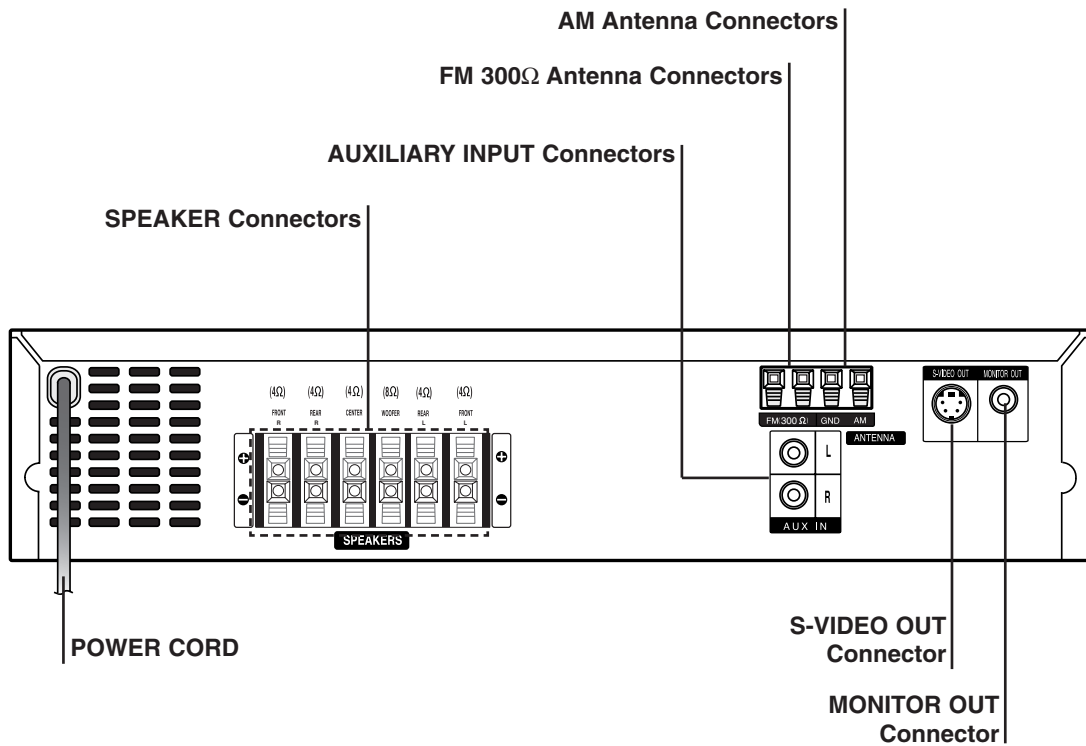 AM Antenna Connectors
FM 300Ω Antenna Connectors
AUXILIARY INPUT Connectors
SPEAKER Connectors
(4Ω) (4Ω) (4Ω) (8Ω) (4Ω) (4Ω)
FRONT REAR CENTER WOOFER REAR FRONT
R R L L
+ +
- -
SPEAKERS
FM(300 Ω) GND AM
ANTENNA
L
R
AUX IN
S-VIDEO OUT MONITOR OUT
POWER CORD
S-VIDEO OUT
Connector
MONITOR OUT
Connector